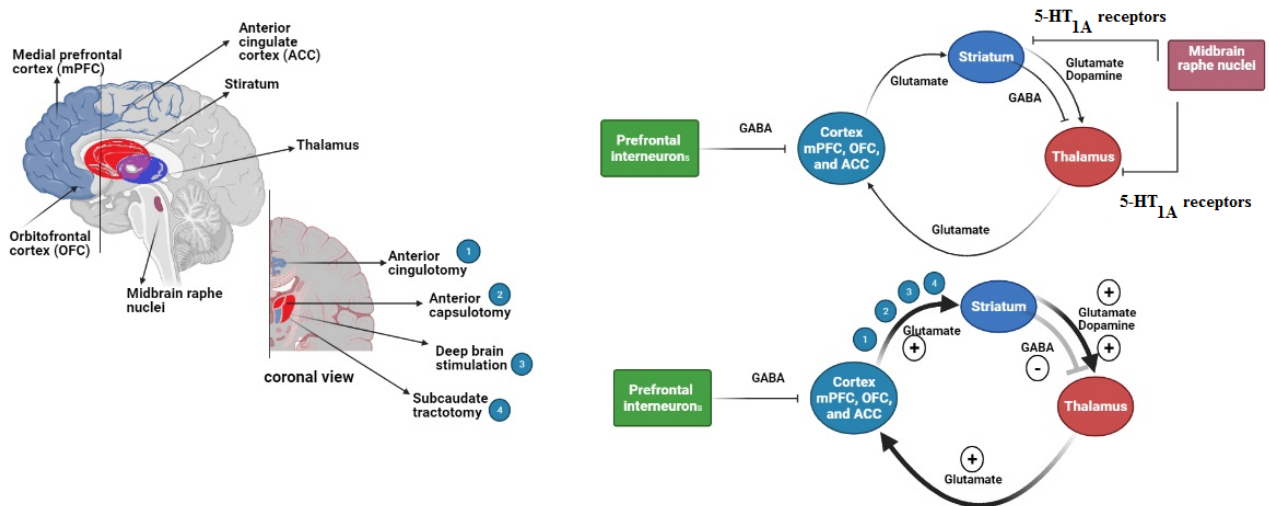 Medial prefrontal
cortex (mPFC)
Anterior
cingulate
cortex (ACC)
Stiratum
Thalamus
Orbitofrontal
cortex (OFC)
Midbrain raphe
nuclei
Anterior
cingulotomy
1
Anterior
capsulotomy
2
Deep brain
stimulation
3
Subcaudate
tractotomy
4
coronal view
5-HT1A receptors
Midbrain
raphe nuclei
Striatum
Glutamate
Dopamine
Glutamate
GABA
Prefrontal
interneurons
GABA
Cortex
mPFC, OFC,
and ACC
Thalamus
5-HT1A receptors
Glutamate
1
2
3
4
Striatum
+
Glutamate
Dopamine
+
Glutamate
+
GABA
-
Prefrontal
interneurons
GABA
Cortex
mPFC, OFC,
and ACC
Thalamus
+
Glutamate